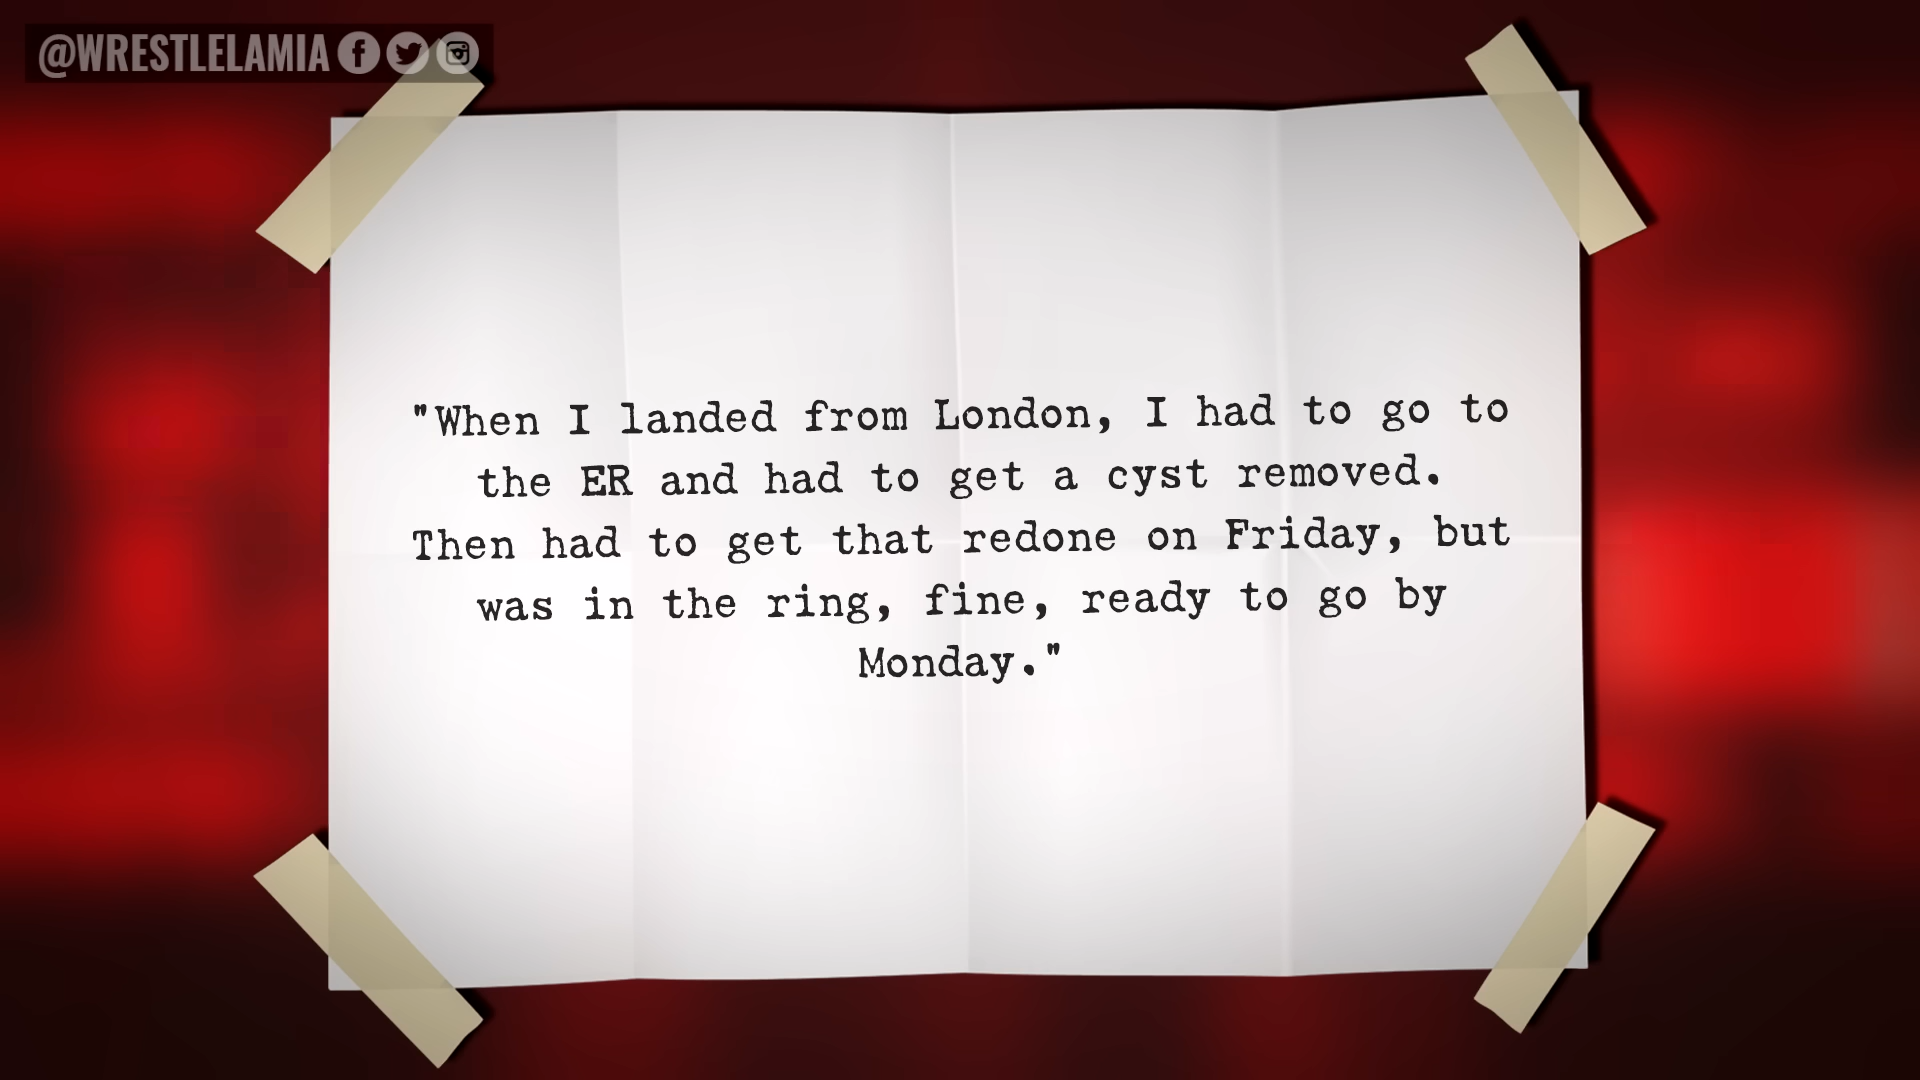 @WRESTLELAMIA
"When I landed from London, I had to go to
the ER and had to get a cyst removed.
Then had to get that redone on Friday, but
was in the ring, fine, ready to go by
Monday."